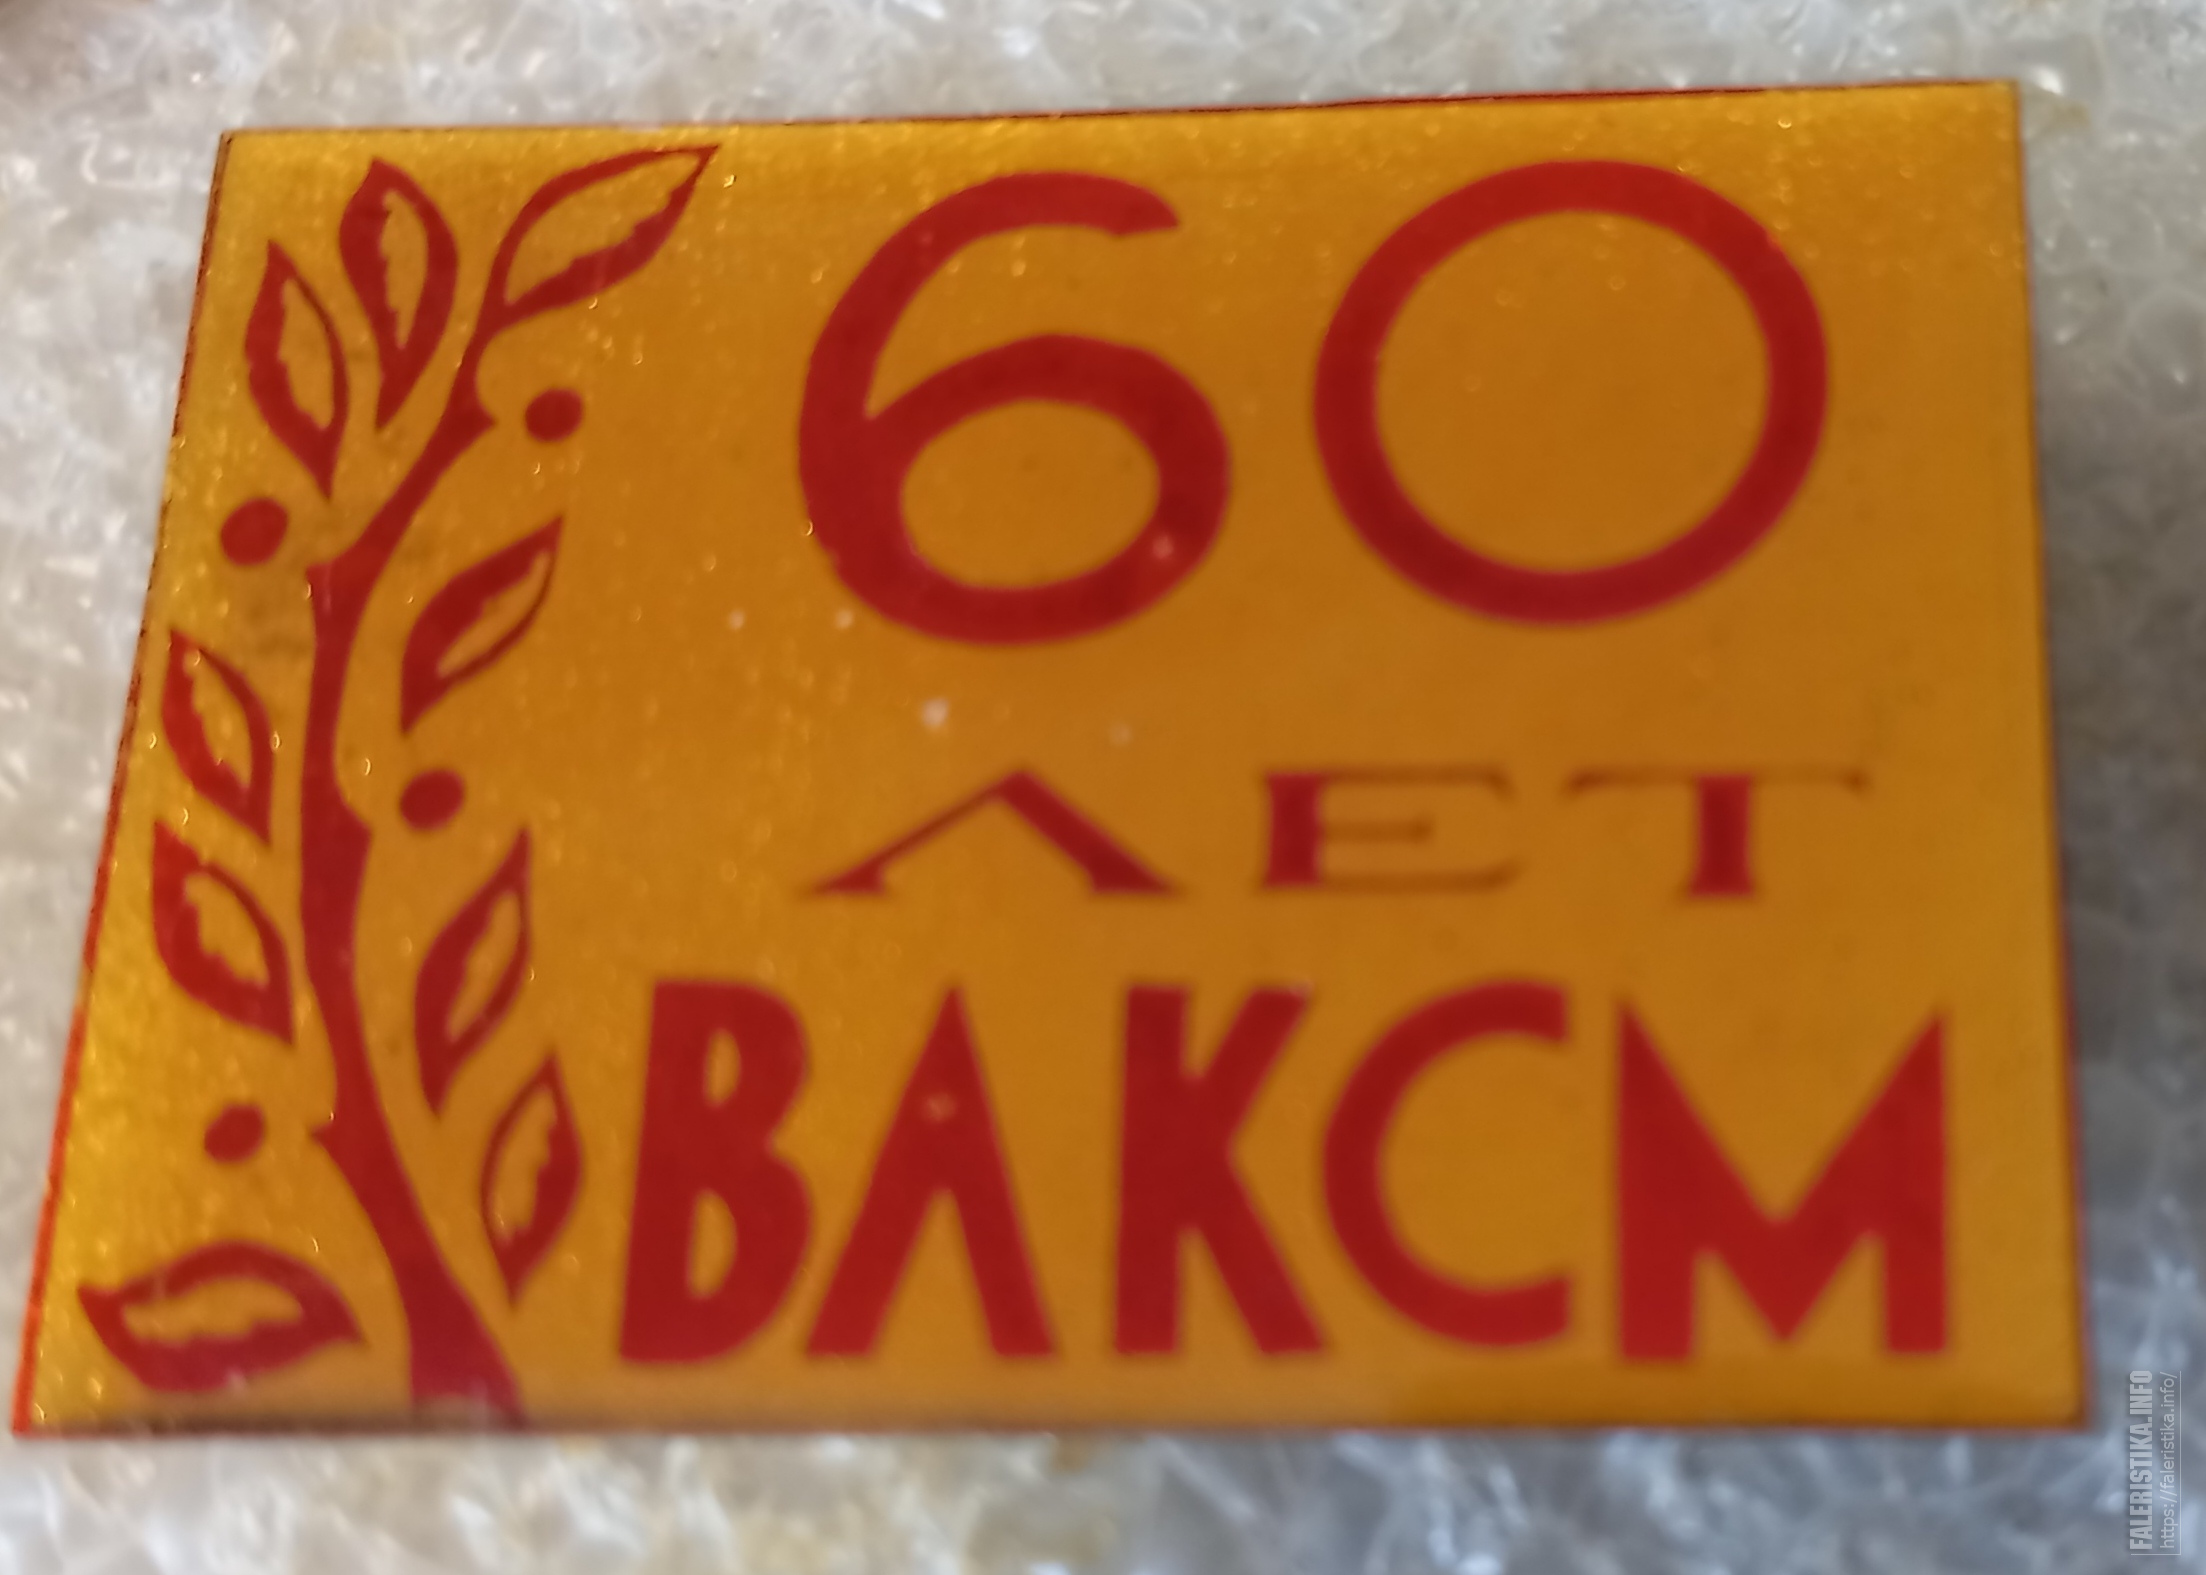 60
ЛЕТ
ВЛКСМ
FALERISTIKA.INFO
https://faleristika.info/